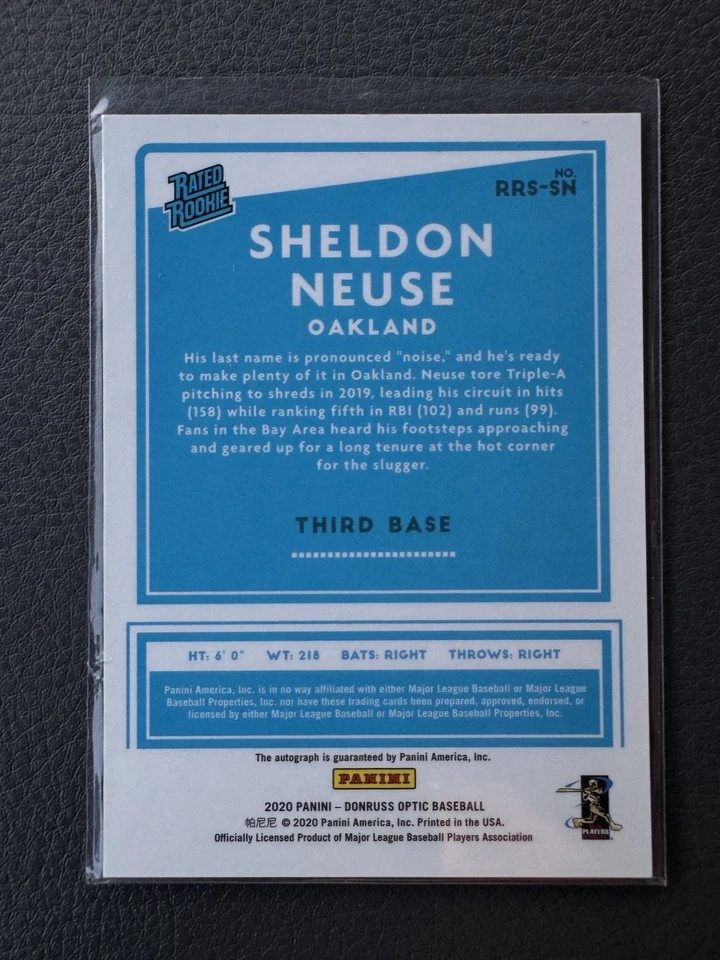 RATED
ROOKIE
NO.
RRS-SN
SHELDON
NEUSE
OAKLAND
His last name is pronounced "noise," and he's ready
to make plenty of it in Oakland. Neuse tore Triple-A
pitching to shreds in 2019, leading his circuit in hits
(158) while ranking fifth in RBI (102) and runs (99).
Fans in the Bay Area heard his footsteps approaching
and geared up for a long tenure at the hot corner
for the slugger.
THIRD BASE
HT: 6' 0" WT: 218 BATS: RIGHT THROWS: RIGHT
Panini America, Inc. is in no way affiliated with either Major League Baseball or Major League
Baseball Properties, Inc. nor have these trading cards been prepared, approved, endorsed, or
licensed by either Major League Baseball or Major League Baseball Properties, Inc.
The autograph is guaranteed by Panini America, Inc.
PANINI
2020 PANINI – DONRUSS OPTIC BASEBALL
帕尼尼 © 2020 Panini America, Inc. Printed in the USA.
Officially Licensed Product of Major League Baseball Players Association
PLAYERS